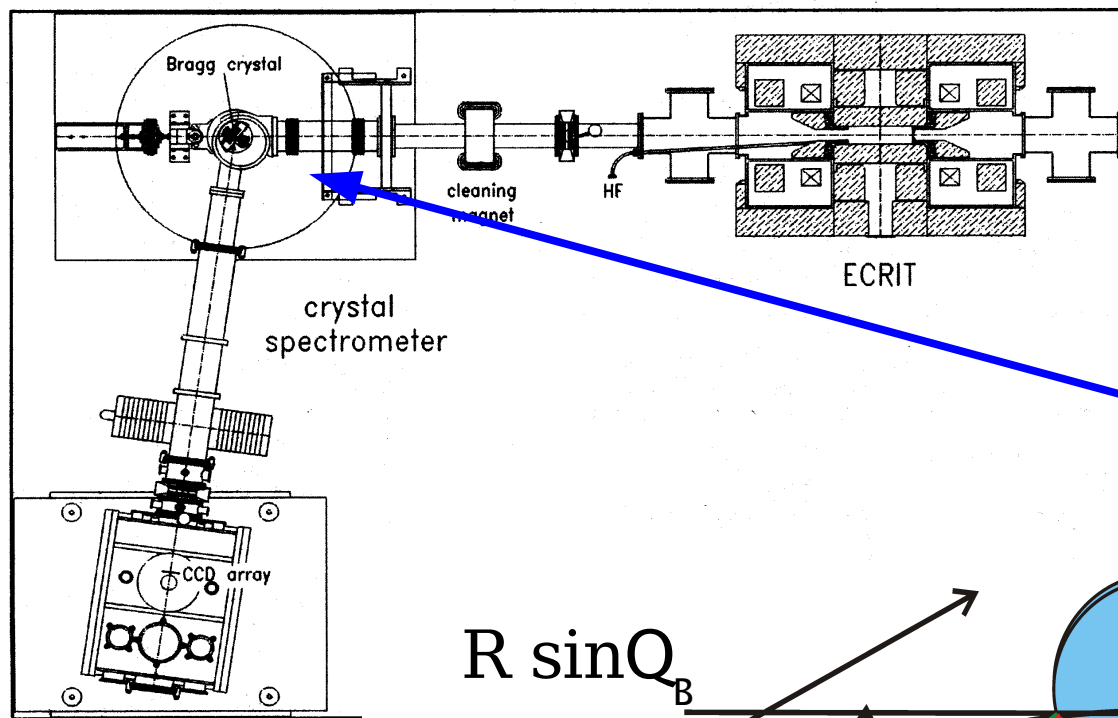 Bragg crystal
cleaning
magnet
HF
ECRIT
crystal
spectrometer
CCD array
R sinQ
B